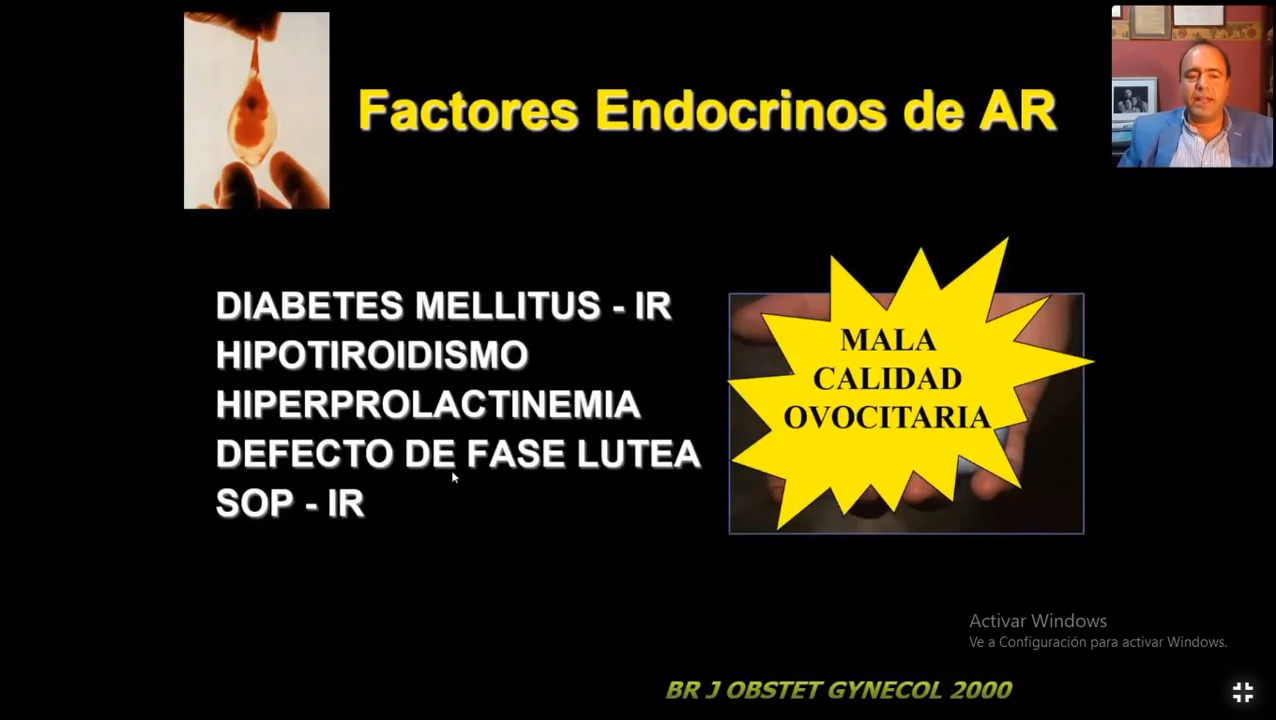 Factores Endocrinos de AR
DIABETES MELLITUS - IR
HIPOTIROIDISMO
HIPERPROLACTINEMIA
DEFECTO DE FASE LUTEA
SOP - IR
MALA
CALIDAD
OVOCITARIA
Activar Windows
Ve a Configuración para activar Windows.
BR J OBSTET GYNECOL 2000